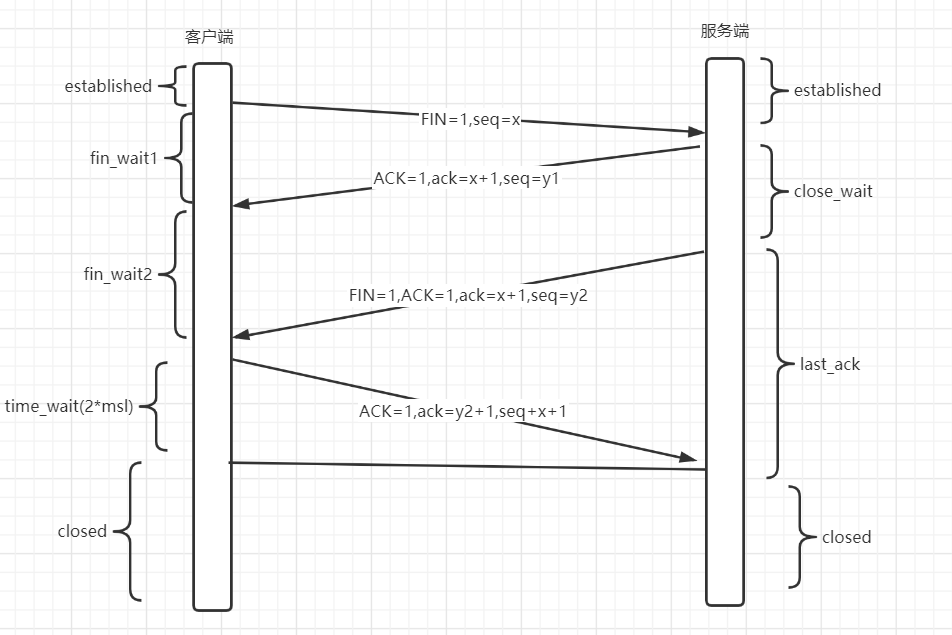 客户端
服务端
established
established
FIN=1,seq=x
fin_wait1
ACK=1,ack=x+1,seq=y1
close_wait
fin_wait2
FIN=1,ACK=1,ack=x+1,seq=y2
last_ack
time_wait(2*msl)
ACK=1,ack=y2+1,seq+x+1
closed
closed